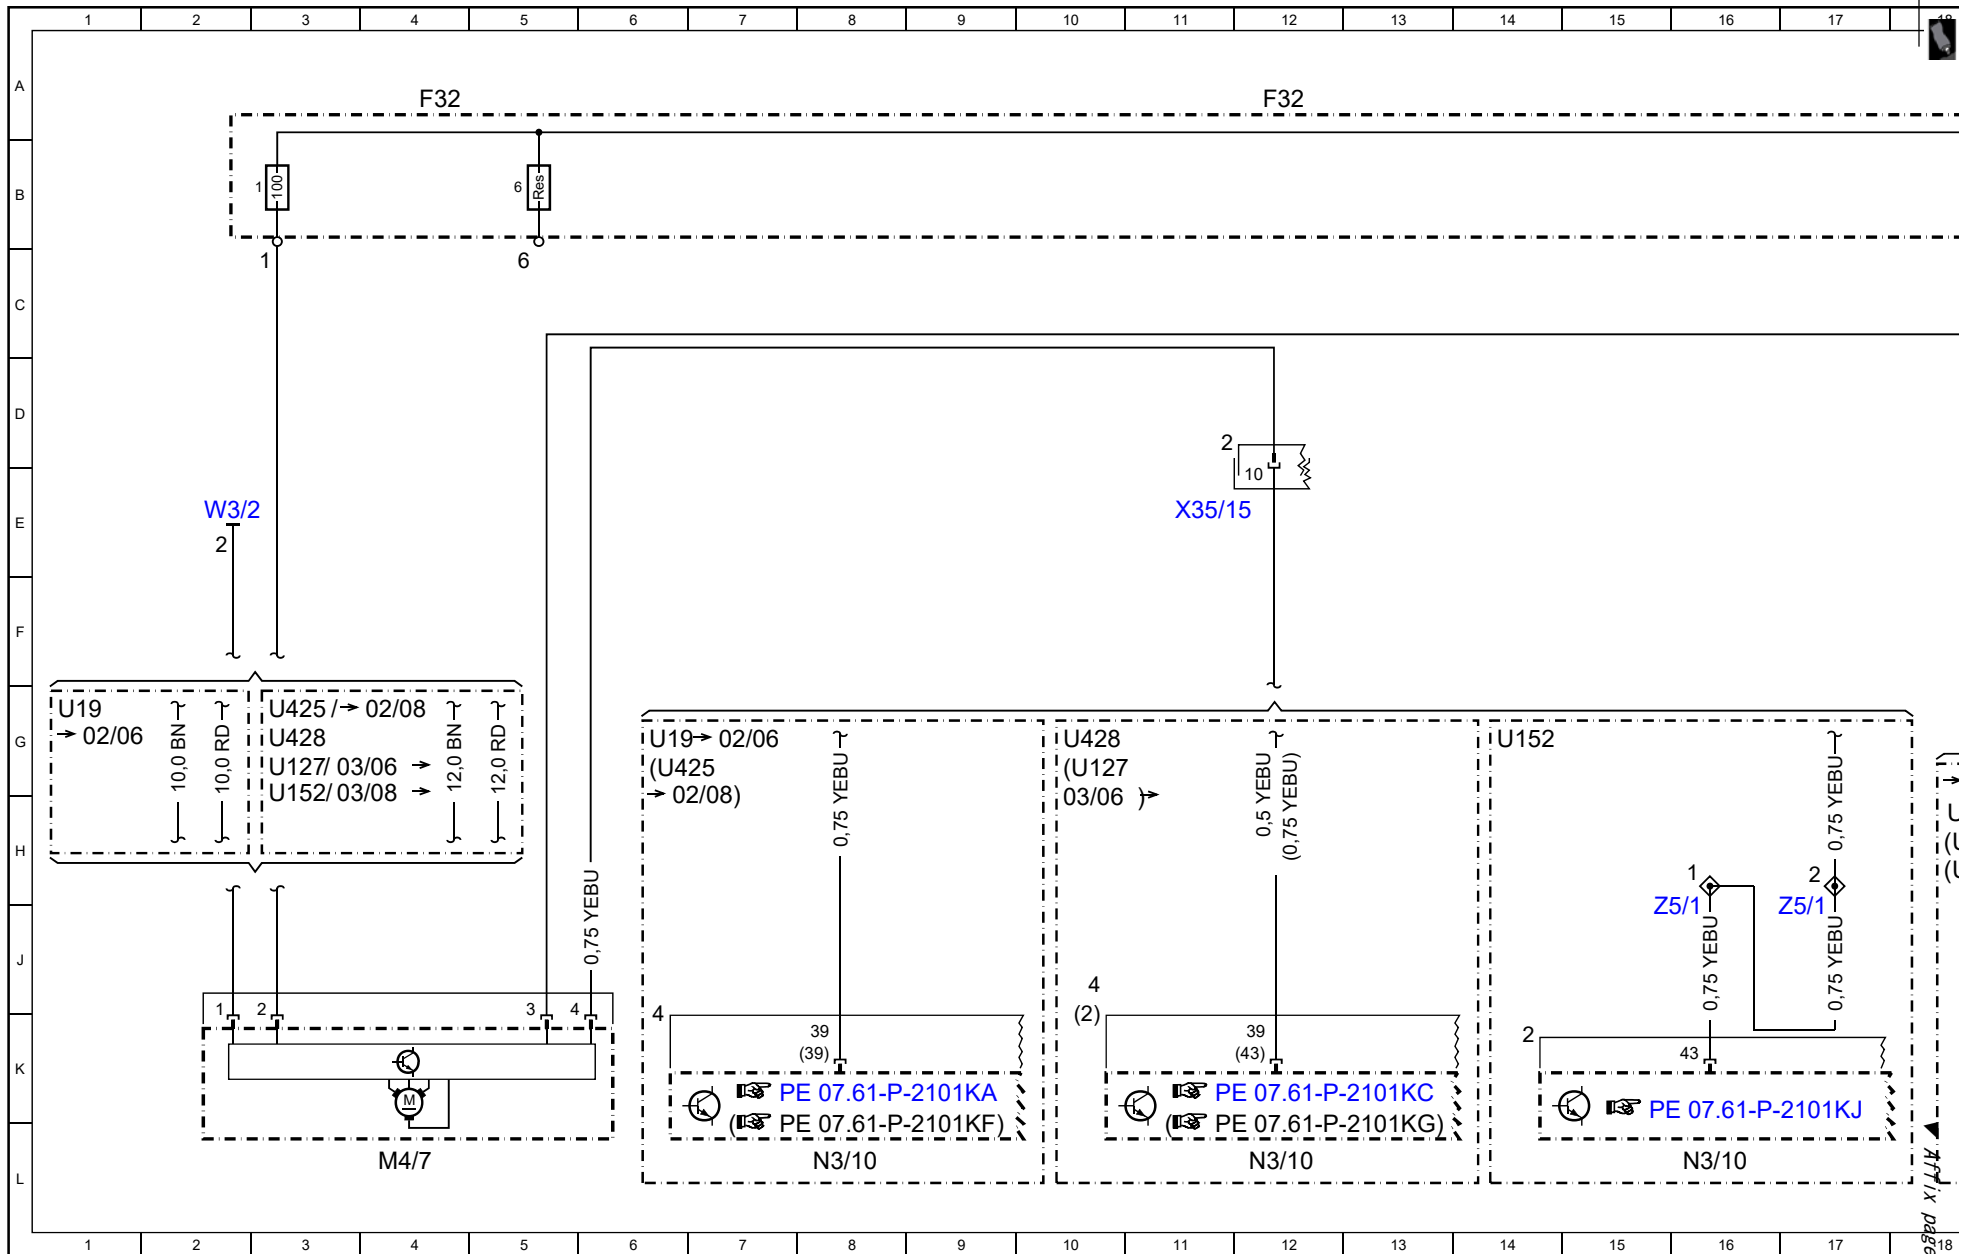 1 2 3 4 5 6 7 8 9 10 11 12 13 14 15 16 17 18
A
F32 F32
B
1 100 6 Res
1 6
C
D
2
10
X35/15
E
W3/2
2
F
G
U19
→ 02/06
10,0 BN
10,0 RD
U425 / → 02/08
U428
U127/ 03/06 →
U152/ 03/08 →
12,0 BN
12,0 RD
U19 → 02/06
(U425
→ 02/08)
0,75 YEBU
U428
(U127
03/06 ) →
0,5 YEBU
(0,75 YEBU)
U152
0,75 YEBU
H
1 2
Z5/1 Z5/1
0,75 YEBU
0,75 YEBU
0,75 YEBU
J
1 2 3 4
4
39
(39)
4
(2)
39
(43)
2
43
K
M
PE 07.61-P-2101KA
(PE 07.61-P-2101KF)
PE 07.61-P-2101KC
(PE 07.61-P-2101KG)
PE 07.61-P-2101KJ
M4/7 N3/10 N3/10 N3/10
L
Affix page
1 2 3 4 5 6 7 8 9 10 11 12 13 14 15 16 17 18